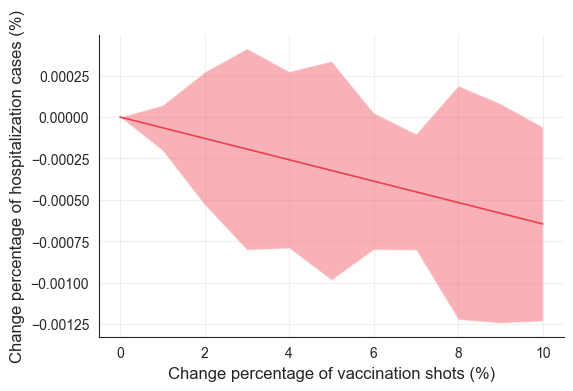 Change percentage of hospitalization cases (%)
0.00025
0.00000
−0.00025
−0.00050
−0.00075
−0.00100
−0.00125
0 2 4 6 8 10
Change percentage of vaccination shots (%)